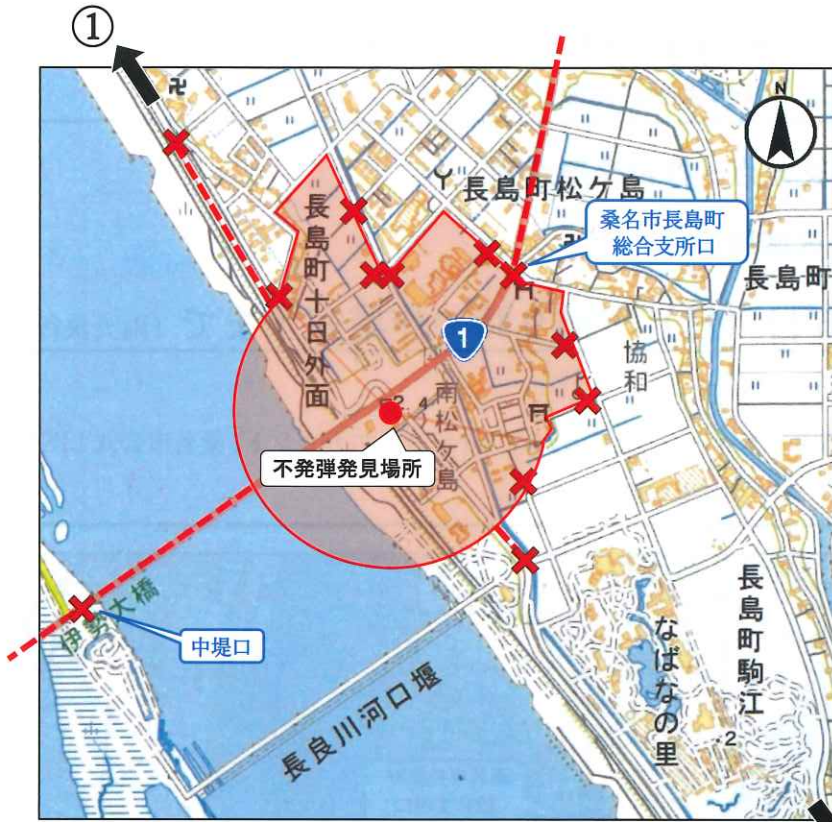 ①
N
長島町松ケ島
桑名市長島町
総合支所口
長島町
長島町十日外面
1
協和
2.4
南松ケ島
不発弾発見場所
伊勢大橋
中堤口
長良川河口堰
なばなの里
長島町駒江
2